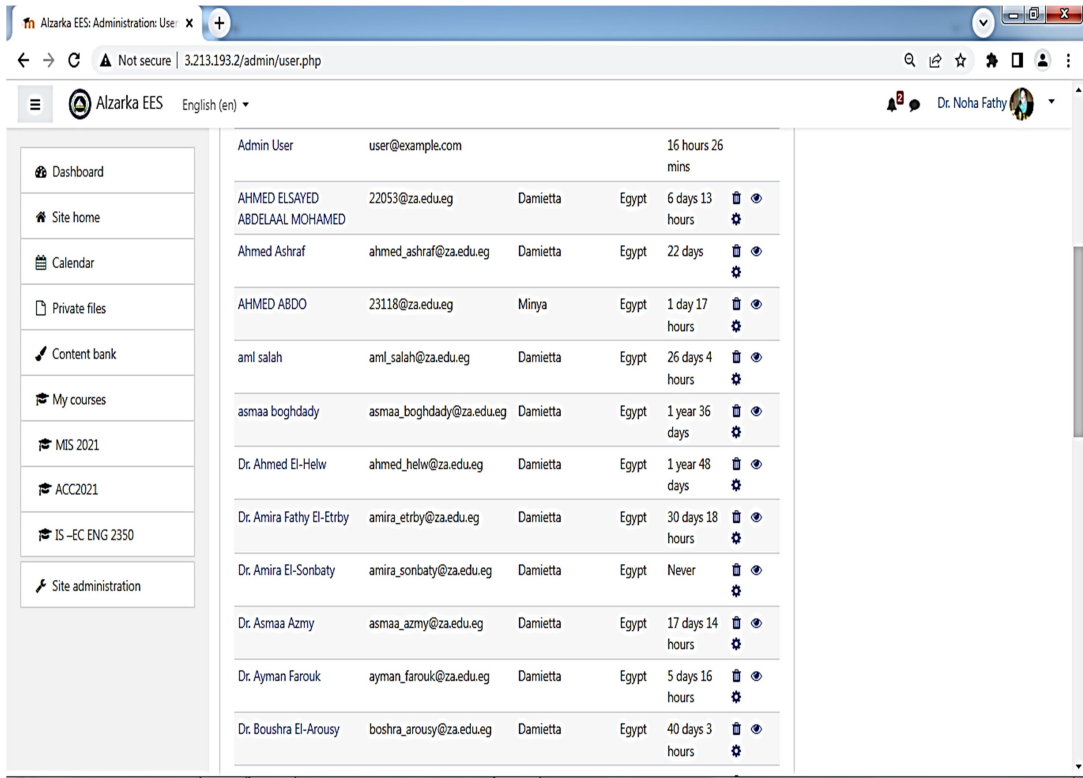 Alzarka EES: Administration: User
Not secure 3.213.193.2/admin/user.php
Alzarka EES English (en) 2 Dr. Noha Fathy
Dashboard
Site home
Calendar
Private files
Content bank
My courses
MIS 2021
ACC2021
IS –EC ENG 2350
Site administration
Admin User user@example.com 16 hours 26
mins
AHMED ELSAYED 22053@za.edu.eg Damietta Egypt 6 days 13
ABDELAAL MOHAMED hours
Ahmed Ashraf ahmed_ashraf@za.edu.eg Damietta Egypt 22 days
AHMED ABDO 23118@za.edu.eg Minya Egypt 1 day 17
hours
aml salah aml_salah@za.edu.eg Damietta Egypt 26 days 4
hours
asmaa boghdady asmaa_boghdady@za.edu.eg Damietta Egypt 1 year 36
days
Dr. Ahmed El-Helw ahmed_helw@za.edu.eg Damietta Egypt 1 year 48
days
Dr. Amira Fathy El-Etrby amira_etrby@za.edu.eg Damietta Egypt 30 days 18
hours
Dr. Amira El-Sonbaty amira_sonbaty@za.edu.eg Damietta Egypt Never
Dr. Asmaa Azmy asmaa_azmy@za.edu.eg Damietta Egypt 17 days 14
hours
Dr. Ayman Farouk ayman_farouk@za.edu.eg Damietta Egypt 5 days 16
hours
Dr. Boushra El-Arousy boshra_arousy@za.edu.eg Damietta Egypt 40 days 3
hours